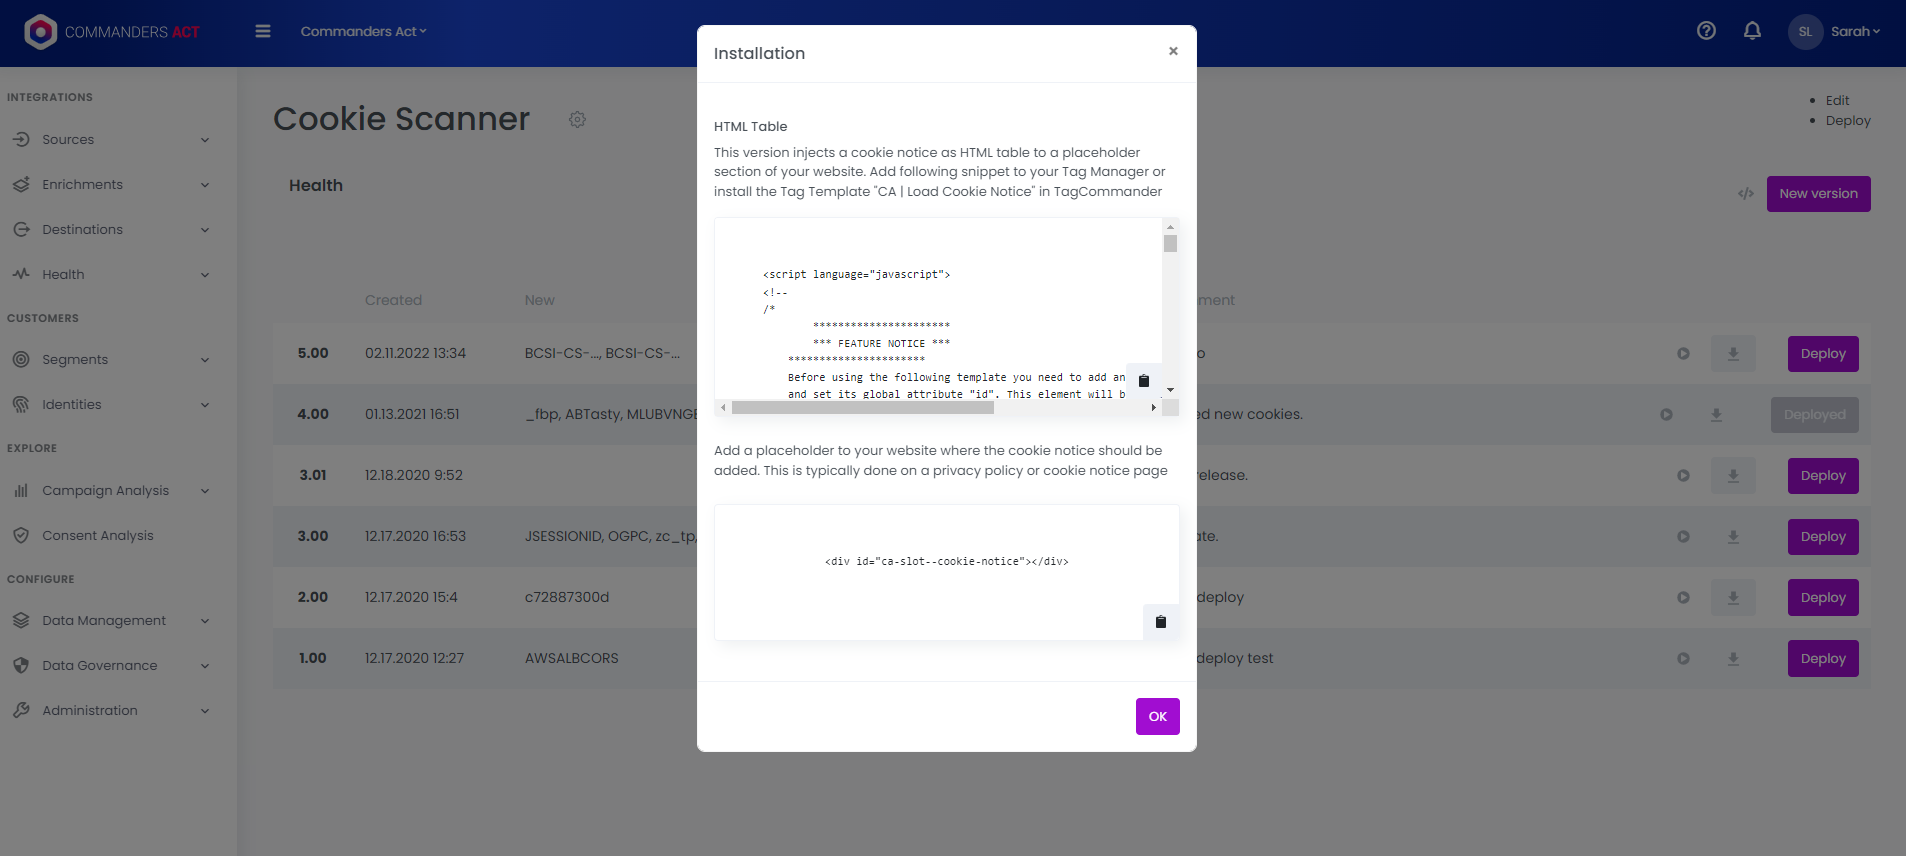 COMMANDERS ACT
Commanders Act
SL
Sarah
INTEGRATIONS
Sources
Enrichments
Destinations
Health
CUSTOMERS
Segments
Identities
EXPLORE
Campaign Analysis
Consent Analysis
CONFIGURE
Data Management
Data Governance
Administration
Cookie Scanner
Edit
Deploy
Health
</>
New version
Created New ment
5.00 02.11.2022 13:34 BCSI-CS-..., BCSI-CS-... o Deploy
4.00 01.13.2021 16:51 _fbp, ABTasty, MLUBVNGE d new cookies. Deployed
3.01 12.18.2020 9:52 elease. Deploy
3.00 12.17.2020 16:53 JSESSIONID, OGPC, zc_tp, ate. Deploy
2.00 12.17.2020 15:4 c72887300d deploy Deploy
1.00 12.17.2020 12:27 AWSALBCORS deploy test Deploy
Installation
×
HTML Table
This version injects a cookie notice as HTML table to a placeholder
section of your website. Add following snippet to your Tag Manager or
install the Tag Template "CA | Load Cookie Notice" in TagCommander
<script language="javascript">
<!--
/*
**********************
*** FEATURE NOTICE ***
**********************
Before using the following template you need to add an
and set its global attribute "id". This element will b
Add a placeholder to your website where the cookie notice should be
added. This is typically done on a privacy policy or cookie notice page
<div id="ca-slot--cookie-notice"></div>
OK